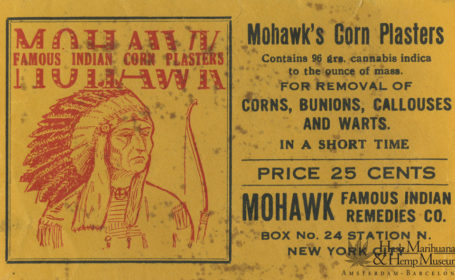 MOHAWK
FAMOUS INDIAN CORN PLASTERS
Mohawk's Corn Plasters
Contains 96 grs. cannabis indica
to the ounce of mass.
FOR REMOVAL OF
CORNS, BUNIONS, CALLOUSES
AND WARTS.
IN A SHORT TIME
PRICE 25 CENTS
MOHAWK FAMOUS INDIAN
REMEDIES CO.
BOX No. 24 STATION N.
NEW YORK CITY
Hash Marihuana
& Hemp Museum
AMSTERDAM-BARCELONA